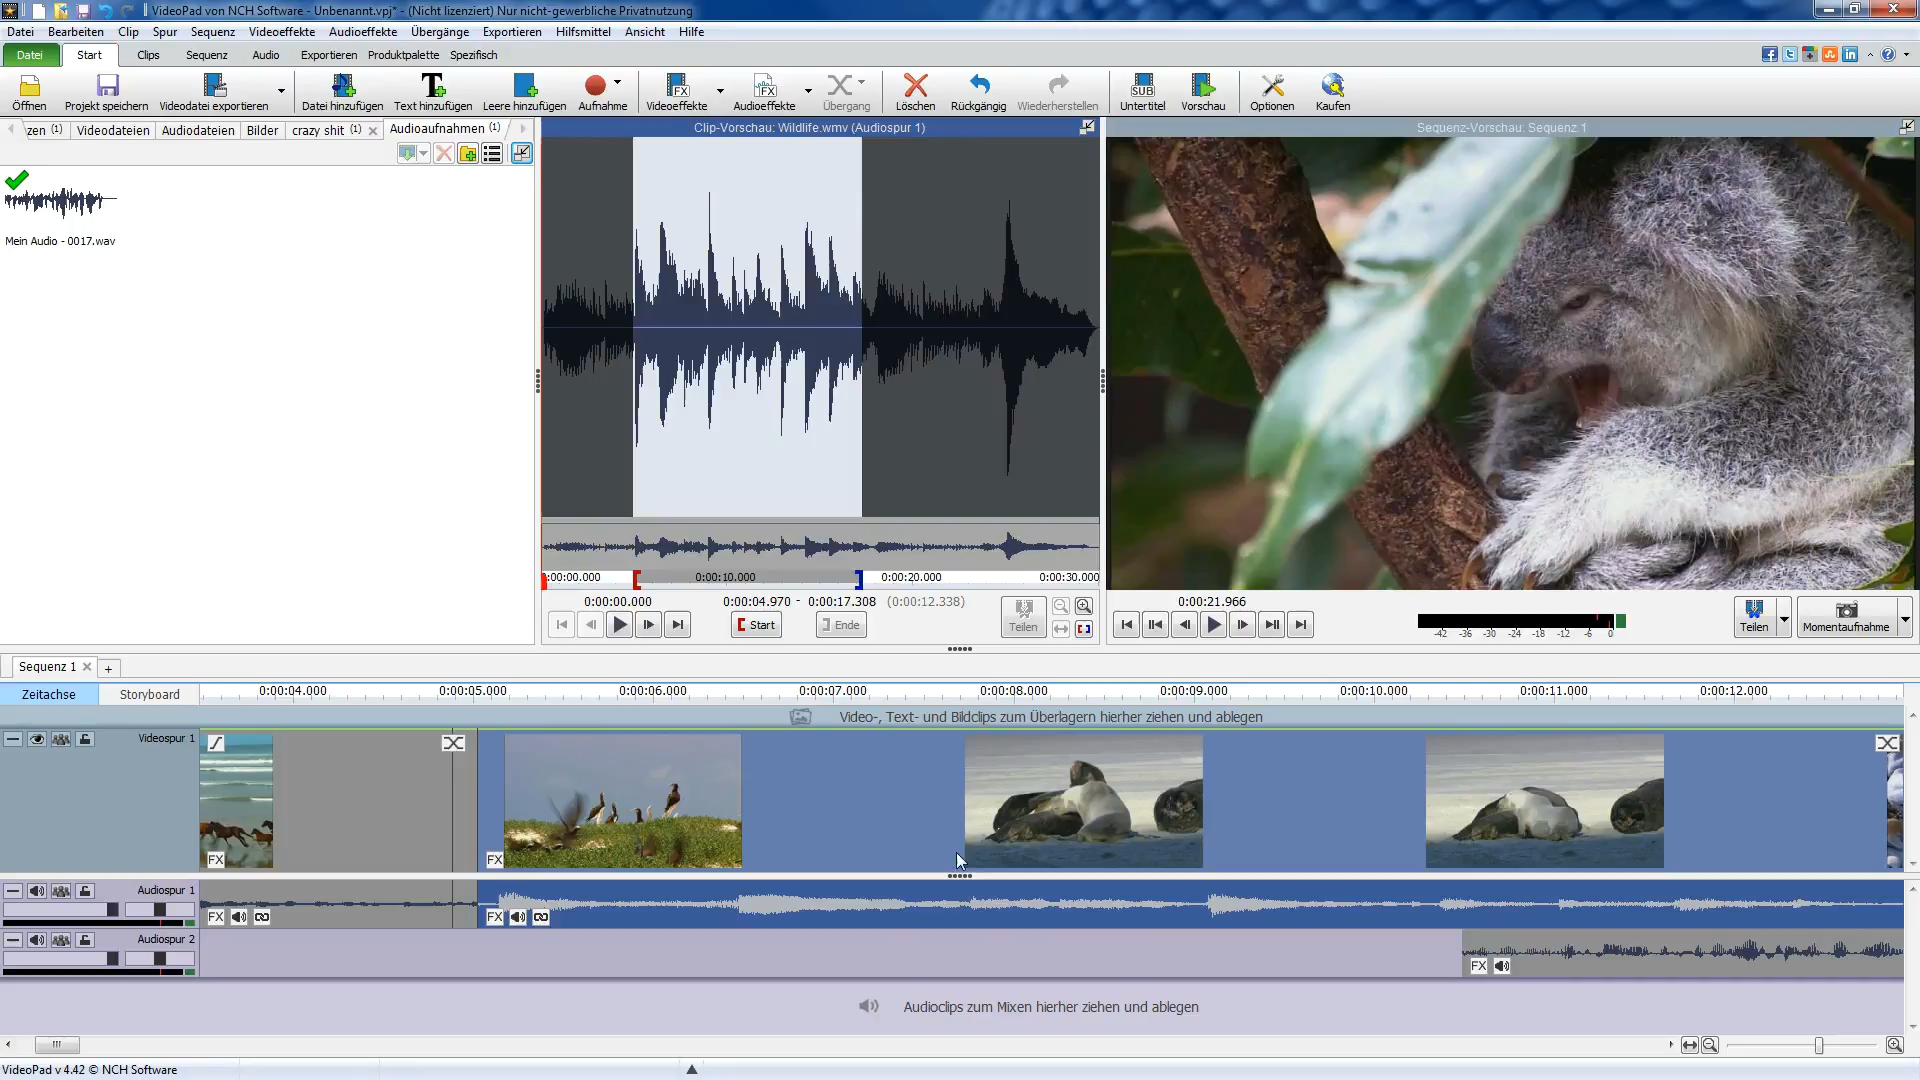 VideoPad von NCH Software - Unbenannt.vpj* - (Nicht lizenziert) Nur nicht-gewerbliche Privatnutzung
Datei Bearbeiten Clip Spur Sequenz Videoeffekte Audioeffekte Übergänge Exportieren Hilfsmittel Ansicht Hilfe
Datei Start Clips Sequenz Audio Exportieren Produktpalette Spezifisch
Öffnen Projekt speichern Videodatei exportieren Datei hinzufügen Text hinzufügen Leere hinzufügen Aufnahme Videoeffekte Audioeffekte Übergang Löschen Rückgängig Wiederherstellen Untertitel Vorschau Optionen Kaufen
zen (1) Videodateien Audiodateien Bilder crazy shit (1) Audioaufnahmen (1)
Mein Audio - 0017.wav
Clip-Vorschau: Wildlife.wmv (Audiospur 1)
:00:00.000 0:00:10.000 0:00:20.000 0:00:30.000
0:00:00.000 0:00:04.970 - 0:00:17.308 (0:00:12.338)
Start Ende Teilen
Sequenz-Vorschau: Sequenz 1
0:00:21.966
-42 -36 -30 -24 -18 -12 -6 0
Teilen Momentaufnahme
Sequenz 1 +
Zeitachse Storyboard 0:00:04.000 0:00:05.000 0:00:06.000 0:00:07.000 0:00:08.000 0:00:09.000 0:00:10.000 0:00:11.000 0:00:12.000
Video-, Text- und Bildclips zum Überlagern hierher ziehen und ablegen
Videospur 1
FX FX
Audiospur 1
FX FX
Audiospur 2
FX
Audioclips zum Mixen hierher ziehen und ablegen
VideoPad v 4.42 © NCH Software